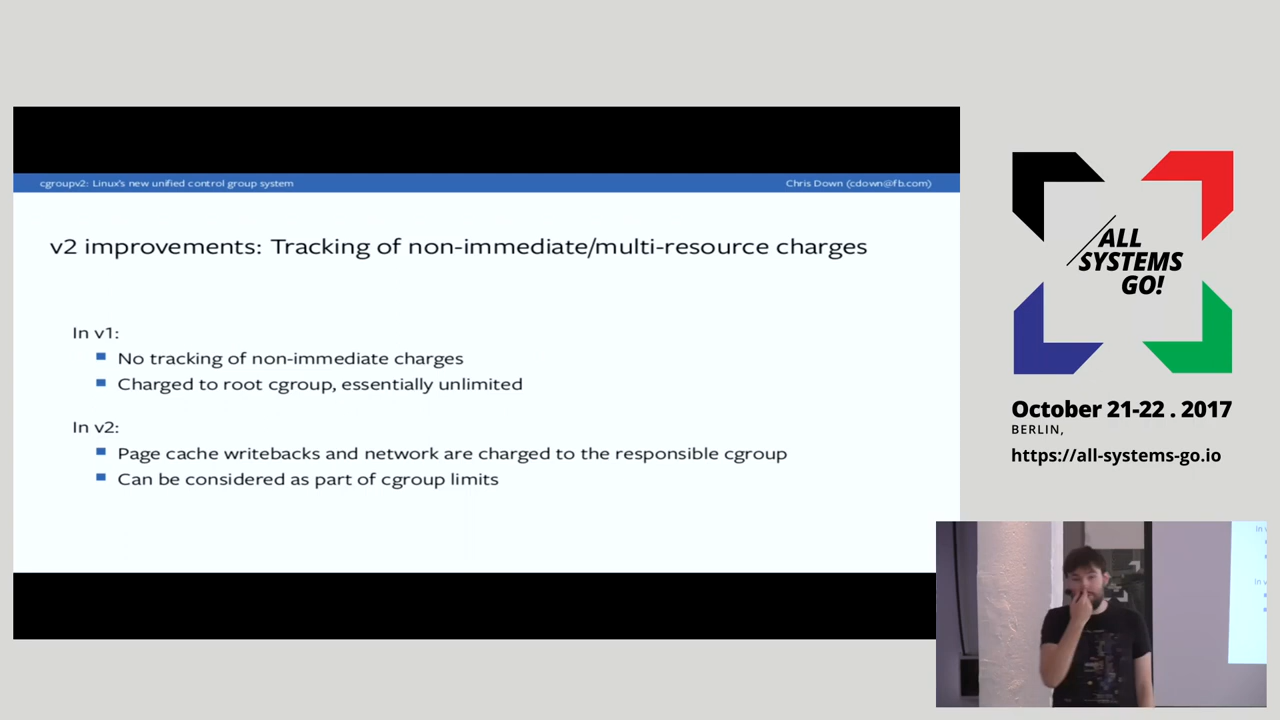 cgroupv2: Linux's new unified control group system
Chris Down (cdown@fb.com)
v2 improvements: Tracking of non-immediate/multi-resource charges
In v1:
No tracking of non-immediate charges
Charged to root cgroup, essentially unlimited
In v2:
Page cache writebacks and network are charged to the responsible cgroup
Can be considered as part of cgroup limits
ALL
SYSTEMS
GO!
October 21-22 . 2017
BERLIN,
https://all-systems-go.io